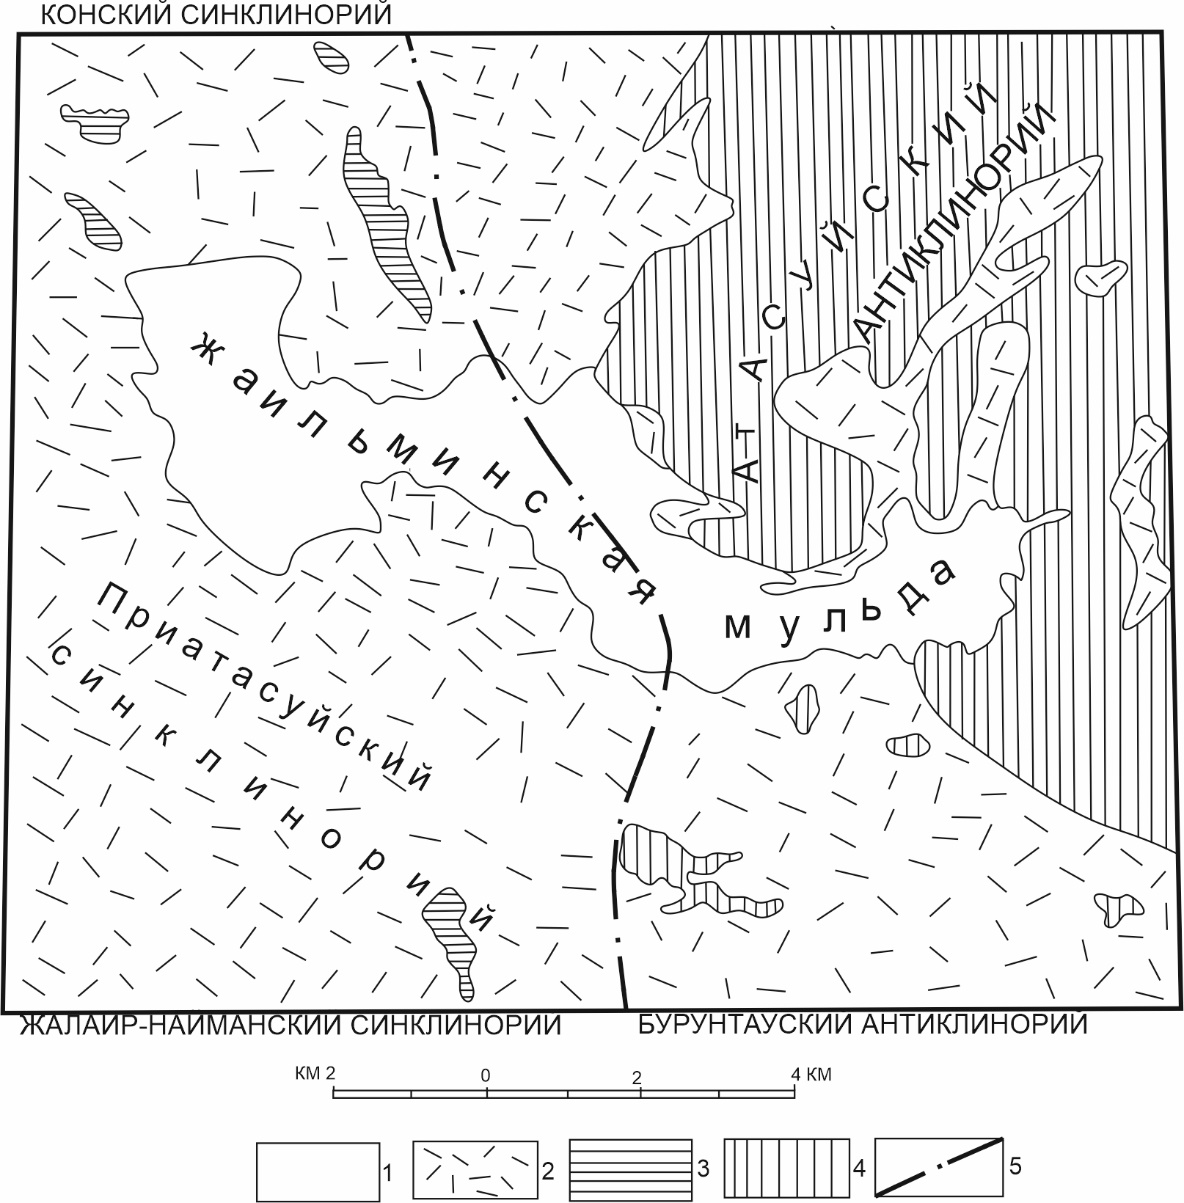 КОНСКИЙ СИНКЛИНОРИЙ
АТАСУЙСКИЙ
АНТИКЛИНОРИЙ
Жаильминская мульда
Приатасуйский
синклинорий
ЖАЛАИР-НАЙМАНСКИЙ СИНКЛИНОРИЙ
БУРУНТАУСКИЙ АНТИКЛИНОРИЙ
КМ 2 0 2 4 КМ
1 2 3 4 5